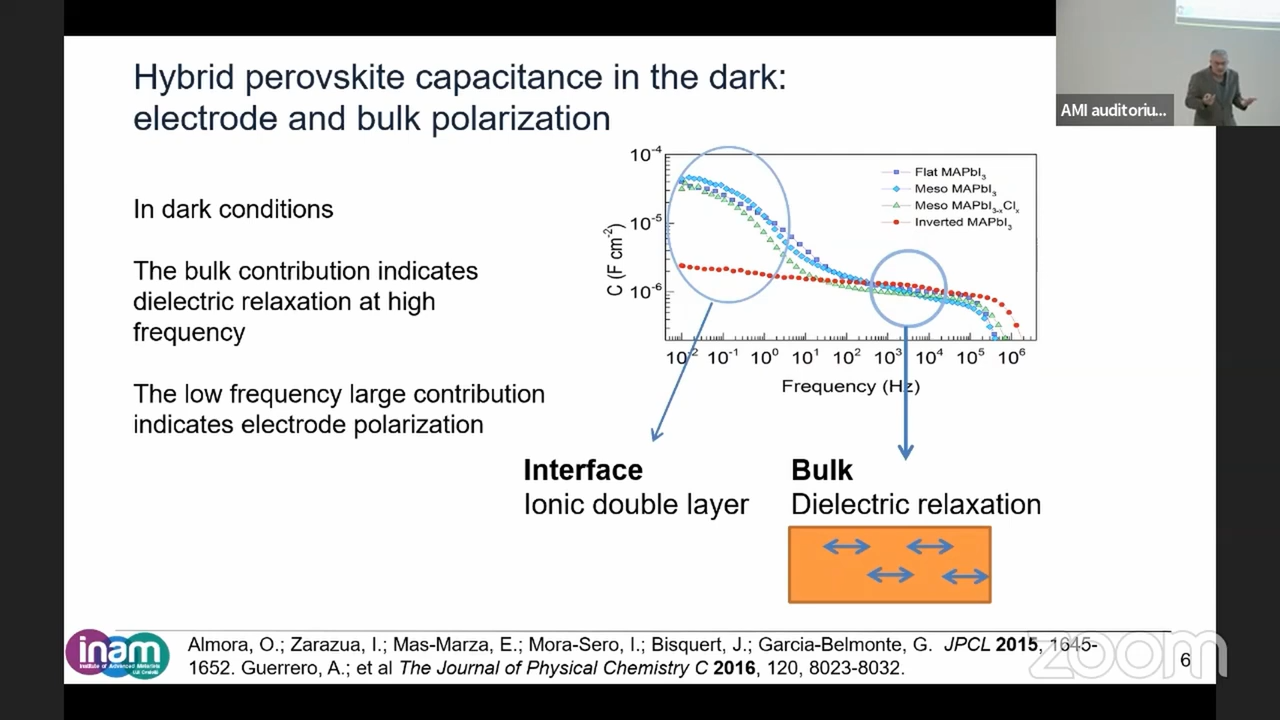 Hybrid perovskite capacitance in the dark:
electrode and bulk polarization
AMI auditoriu...
In dark conditions
The bulk contribution indicates
dielectric relaxation at high
frequency
The low frequency large contribution
indicates electrode polarization
10⁻⁴
10⁻⁵
10⁻⁶
C (F cm⁻²)
Flat MAPbI₃
Meso MAPbI₃
Meso MAPbI₃₋ₓClₓ
Inverted MAPbI₃
10⁻² 10⁻¹ 10⁰ 10¹ 10² 10³ 10⁴ 10⁵ 10⁶
Frequency (Hz)
Interface
Ionic double layer
Bulk
Dielectric relaxation
inam
Institute of Advanced Materials
Almora, O.; Zarazua, I.; Mas-Marza, E.; Mora-Sero, I.; Bisquert, J.; Garcia-Belmonte, G. JPCL 2015, 1645-
1652. Guerrero, A.; et al The Journal of Physical Chemistry C 2016, 120, 8023-8032.
zoom
6